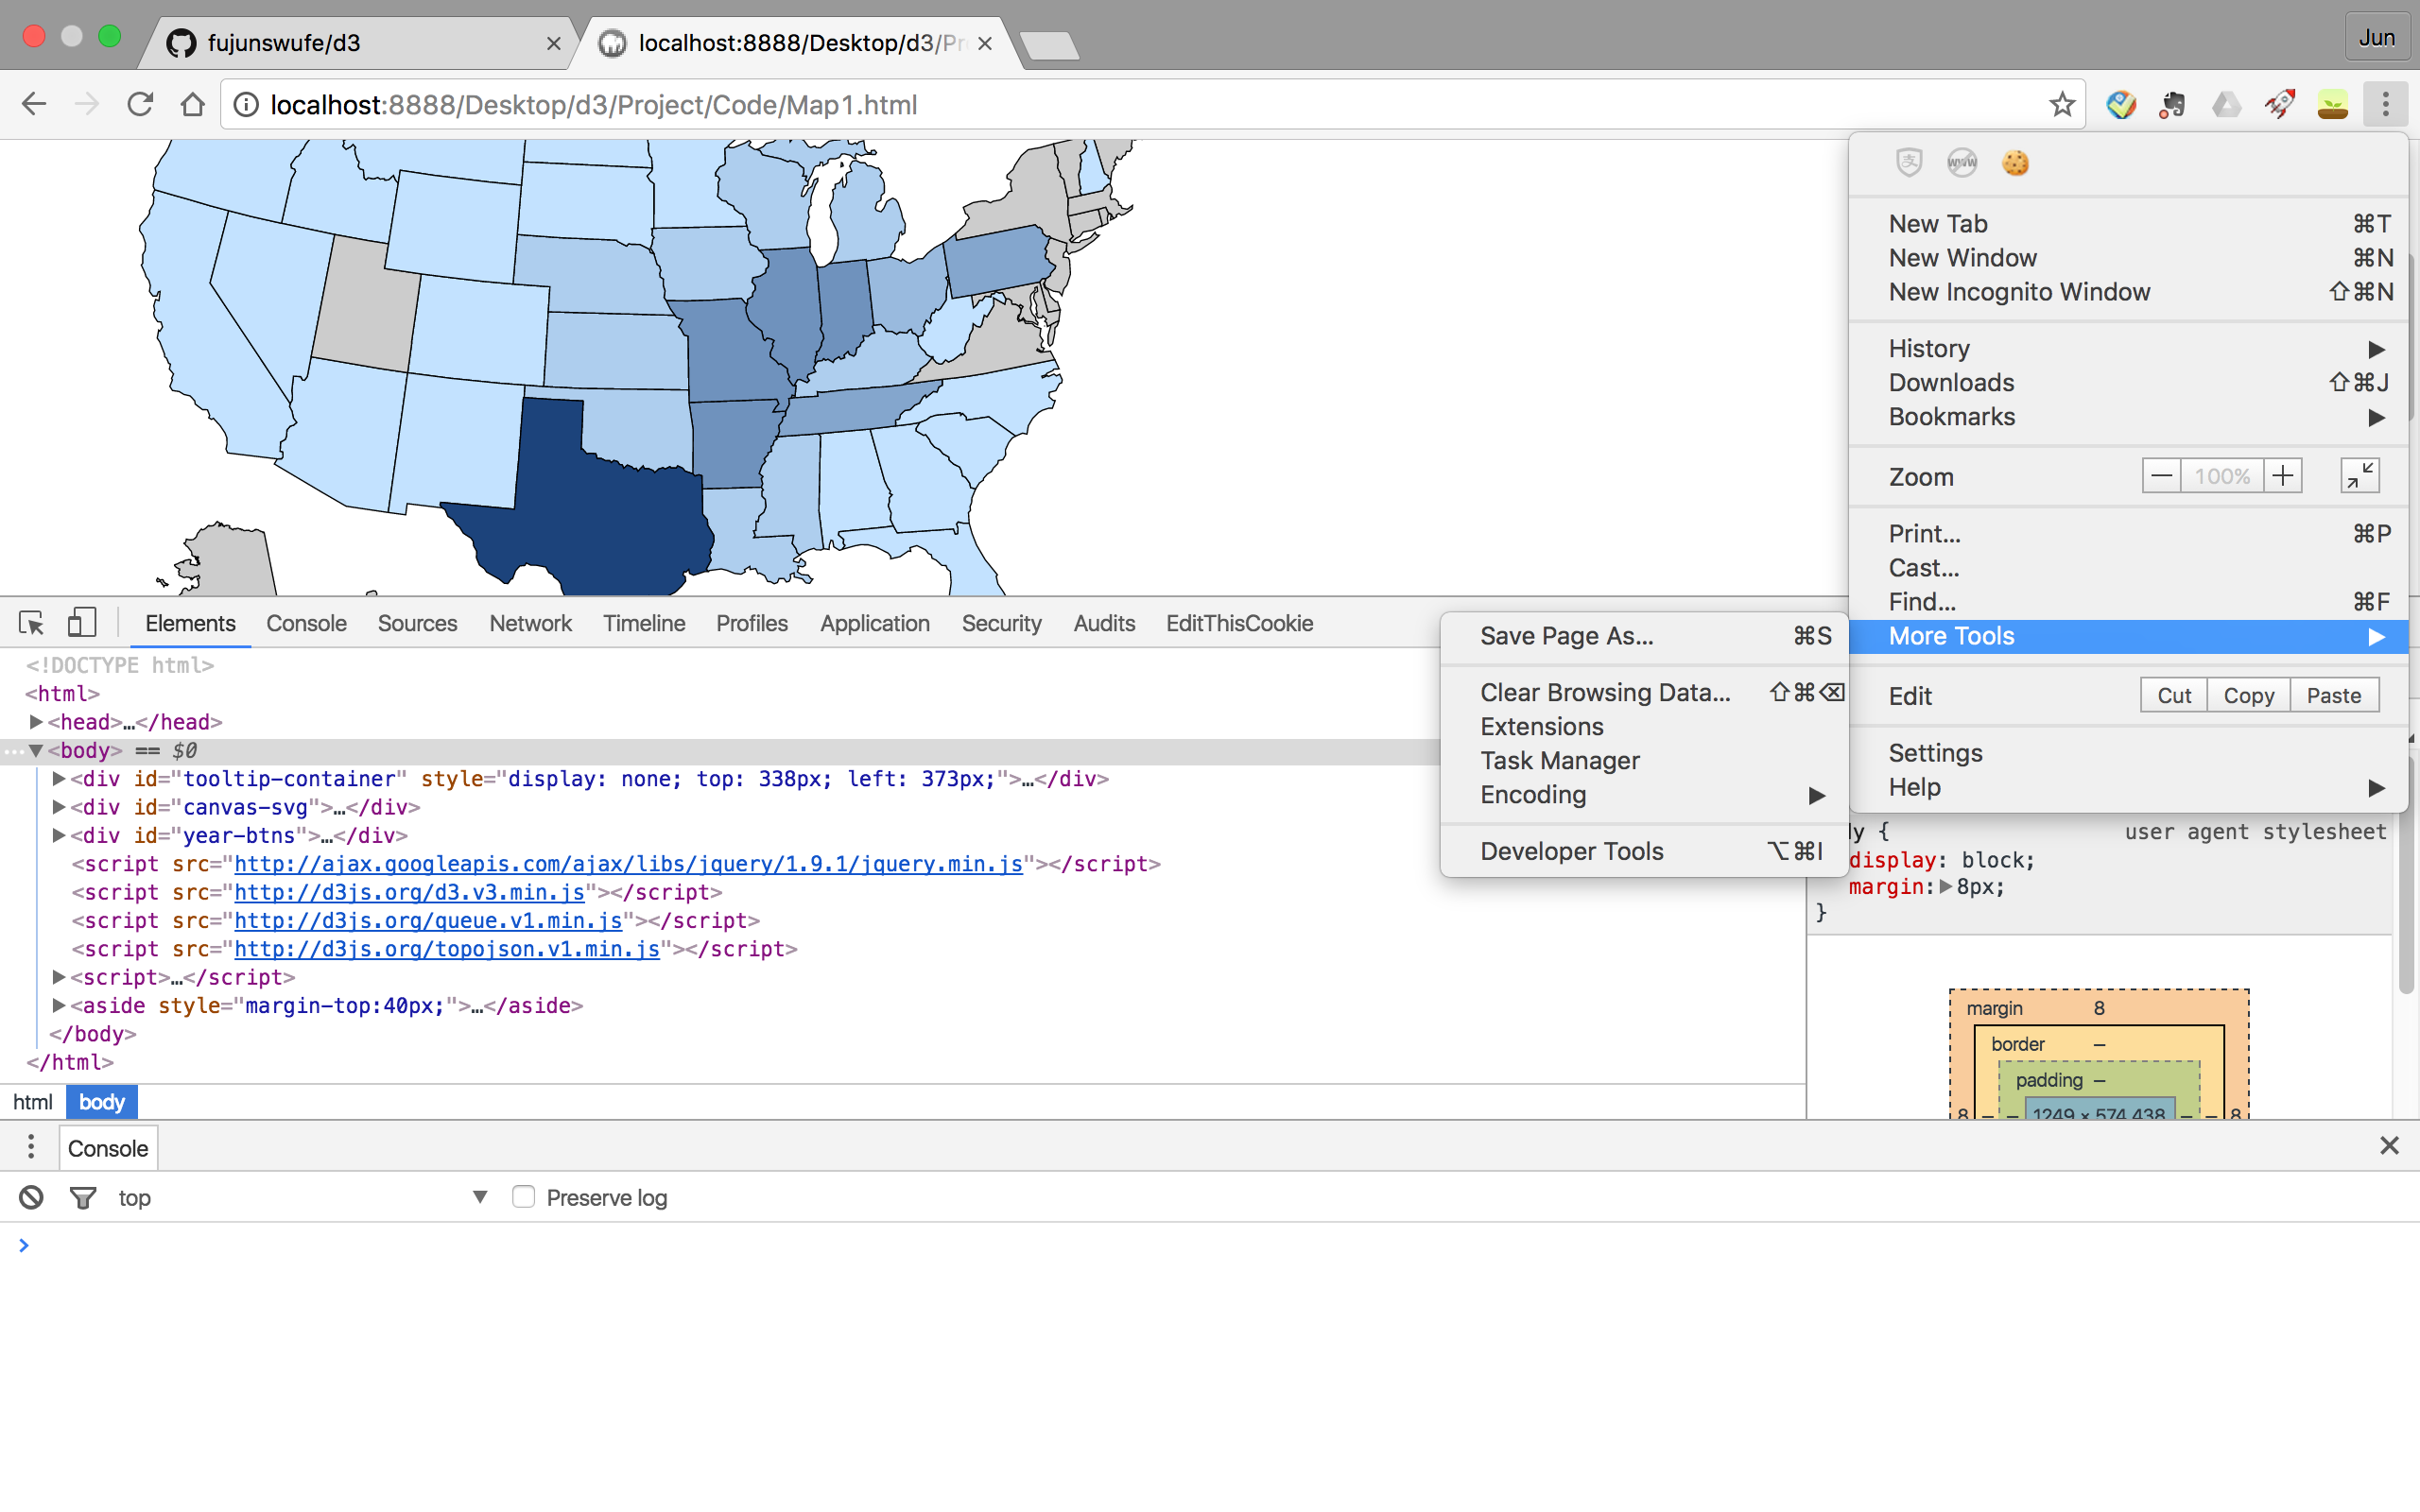 fujunswufe/d3
localhost:8888/Desktop/d3/Pr
Jun
localhost:8888/Desktop/d3/Project/Code/Map1.html
支 www
New Tab ⌘T
New Window ⌘N
New Incognito Window ⇧⌘N
History
Downloads ⇧⌘J
Bookmarks
Zoom − 100% +
Print... ⌘P
Cast...
Find... ⌘F
More Tools
Edit Cut Copy Paste
Settings
Help
Save Page As... ⌘S
Clear Browsing Data... ⇧⌘⌫
Extensions
Task Manager
Encoding
Developer Tools ⌥⌘I
Elements Console Sources Network Timeline Profiles Application Security Audits EditThisCookie
<!DOCTYPE html>
<html>
▶<head>…</head>
…▼<body> == $0
▶<div id="tooltip-container" style="display: none; top: 338px; left: 373px;">…</div>
▶<div id="canvas-svg">…</div>
▶<div id="year-btns">…</div>
<script src="http://ajax.googleapis.com/ajax/libs/jquery/1.9.1/jquery.min.js"></script>
<script src="http://d3js.org/d3.v3.min.js"></script>
<script src="http://d3js.org/queue.v1.min.js"></script>
<script src="http://d3js.org/topojson.v1.min.js"></script>
▶<script>…</script>
▶<aside style="margin-top:40px;">…</aside>
</body>
</html>
html body
dy { user agent stylesheet
display: block;
margin:▶8px;
}
margin 8
border –
padding –
8 – – 1249 × 574.438 – – 8
Console
top ▼ Preserve log
>